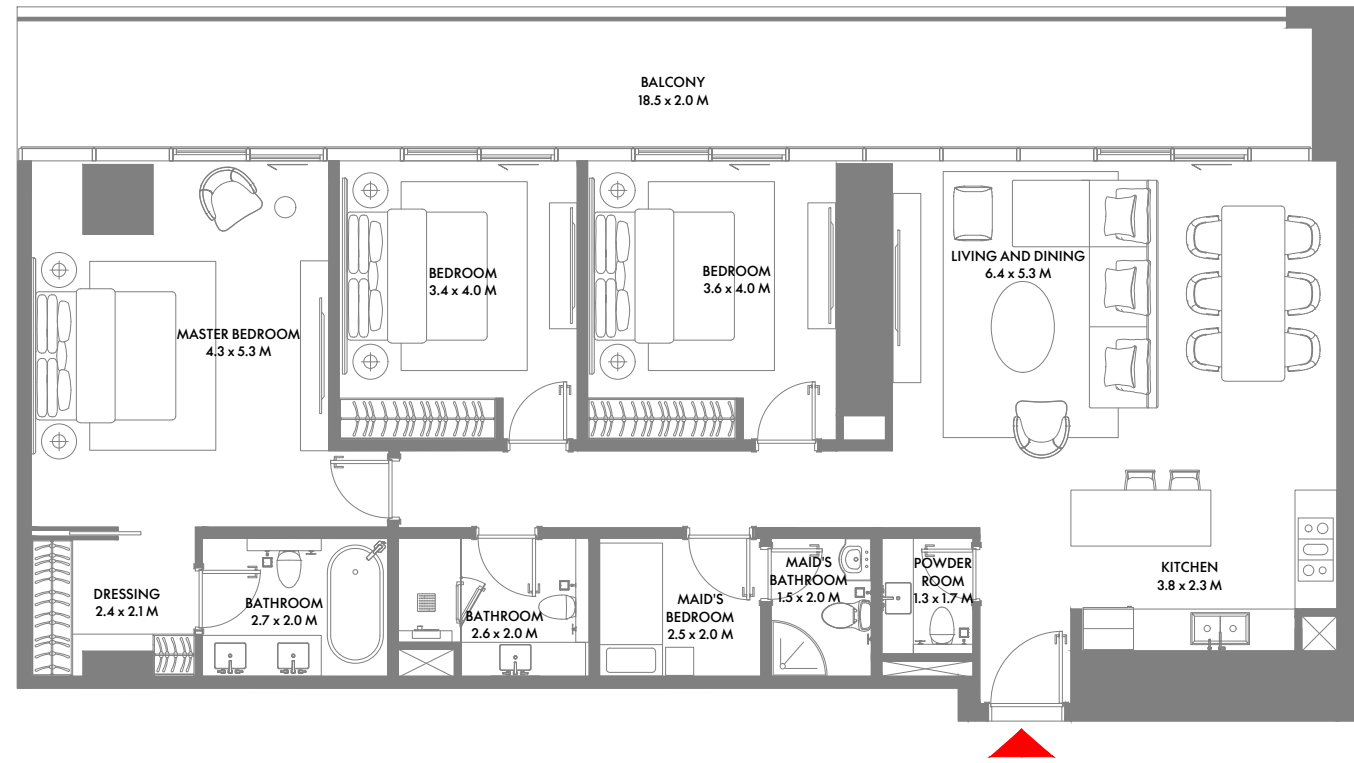 BALCONY
18.5 x 2.0 M
LIVING AND DINING
6.4 x 5.3 M
BEDROOM
3.4 x 4.0 M
BEDROOM
3.6 x 4.0 M
MASTER BEDROOM
4.3 x 5.3 M
DRESSING
2.4 x 2.1 M
BATHROOM
2.7 x 2.0 M
BATHROOM
2.6 x 2.0 M
MAID'S
BEDROOM
2.5 x 2.0 M
MAID'S
BATHROOM
1.5 x 2.0 M
POWDER
ROOM
1.3 x 1.7 M
KITCHEN
3.8 x 2.3 M